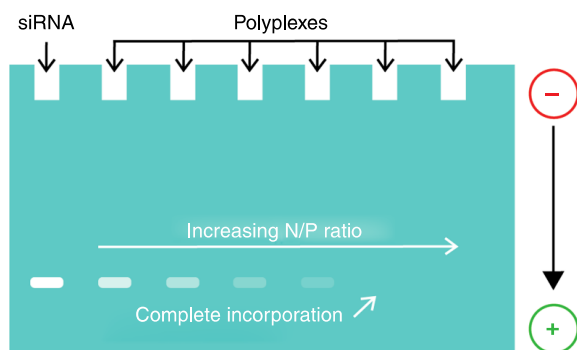 siRNA
Polyplexes
−
Increasing N/P ratio
Complete incorporation
+